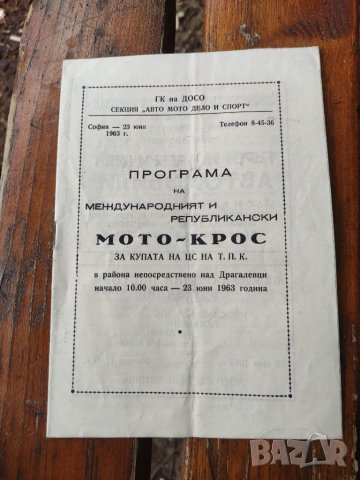 ГК на ДОСО
СЕКЦИЯ „АВТО МОТО ДЕЛО И СПОРТ"
София — 23 юни 1963 г.
Телефон 8-45-36
ПРОГРАМА
НА
МЕЖДУНАРОДНИЯТ И
РЕПУБЛИКАНСКИ
МОТО-КРОС
ЗА КУПАТА НА ЦС НА Т. П. К.
в района непосредствено над Драгалевци
начало 10.00 часа — 23 юни 1963 година
BAZAR
bg